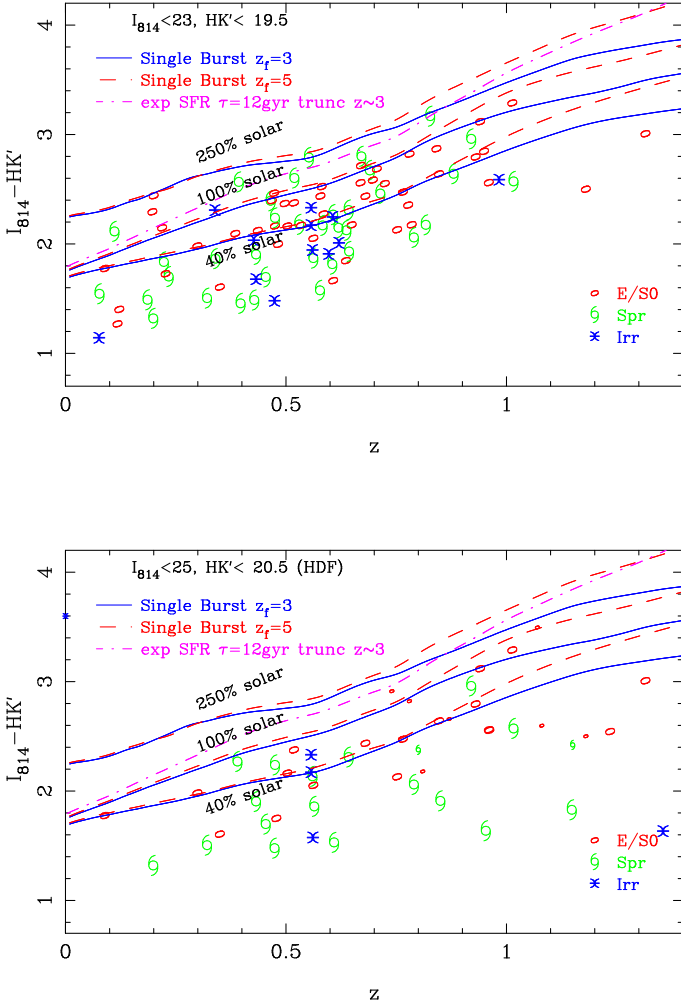 I814<23, HK'< 19.5
Single Burst zf=3
Single Burst zf=5
exp SFR τ=12gyr trunc z~3
250% solar
100% solar
40% solar
E/S0
Spr
Irr
4
3
2
1
I814−HK'
0 0.5 1
z
I814<25, HK'< 20.5 (HDF)
Single Burst zf=3
Single Burst zf=5
exp SFR τ=12gyr trunc z~3
250% solar
100% solar
40% solar
E/S0
Spr
Irr
4
3
2
1
I814−HK'
0 0.5 1
z